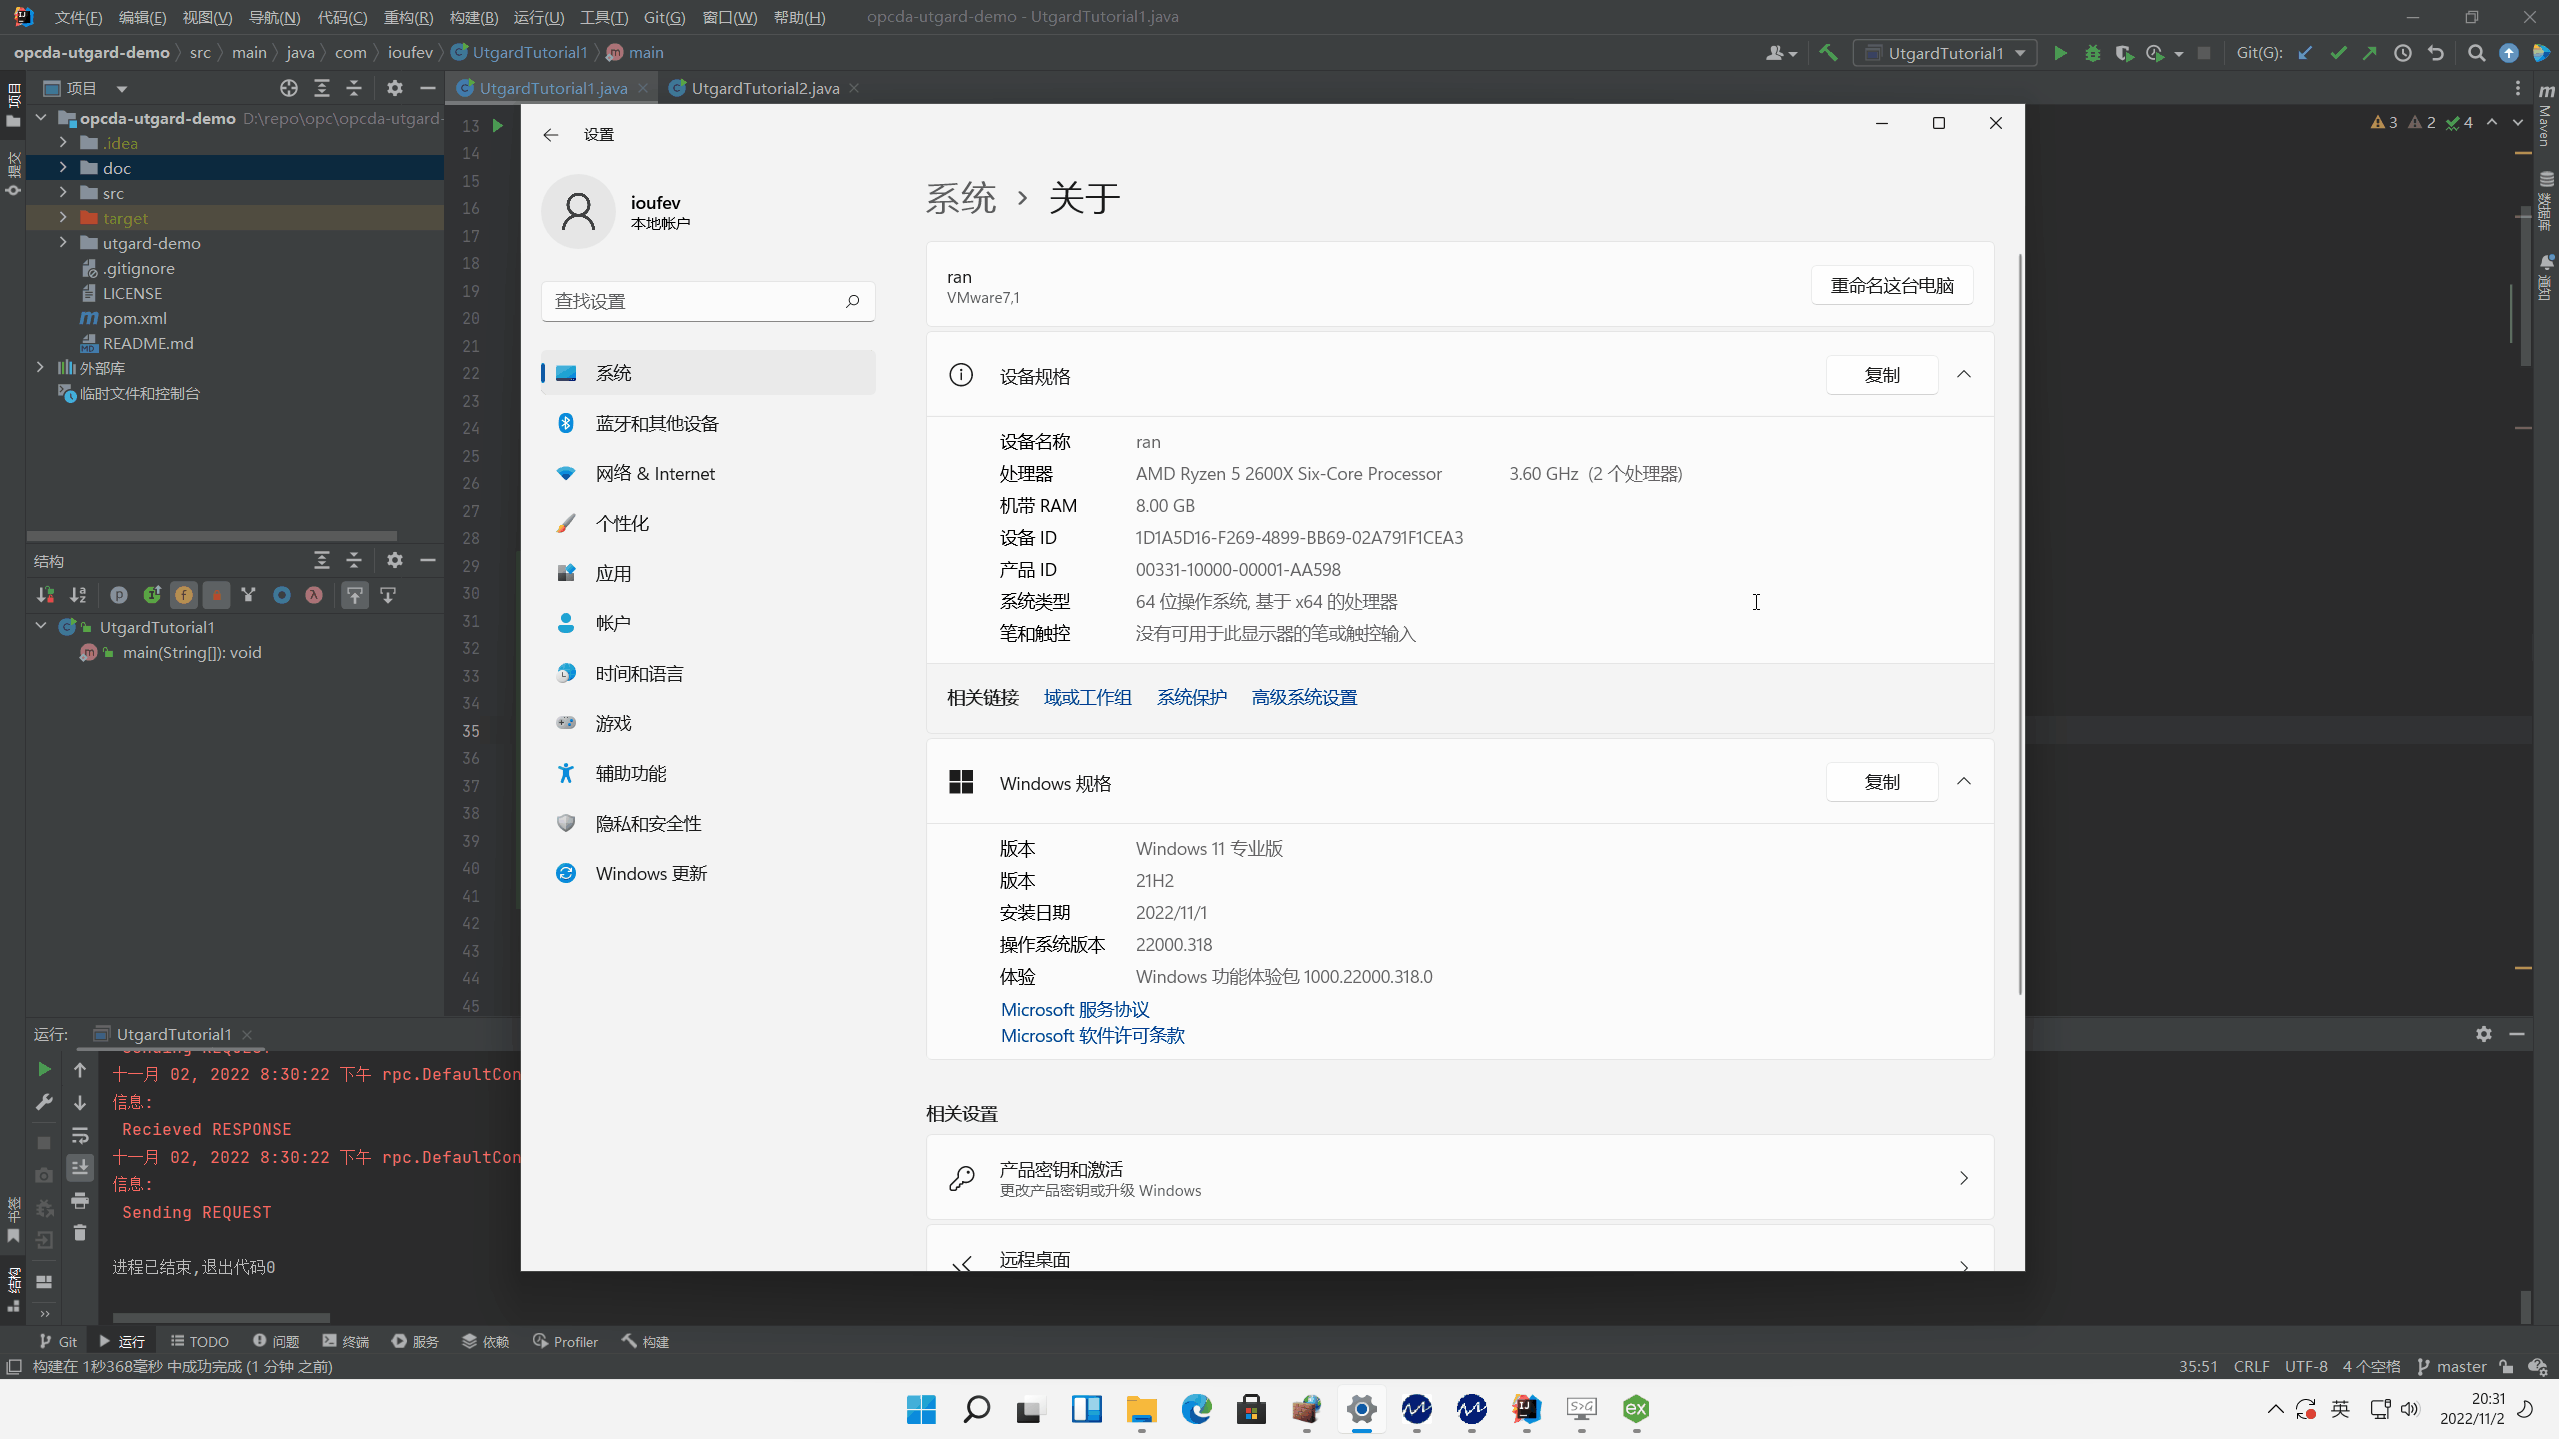 文件(F) 编辑(E) 视图(V) 导航(N) 代码(C) 重构(R) 构建(B) 运行(U) 工具(T) Git(G) 窗口(W) 帮助(H) opcda-utgard-demo - UtgardTutorial1.java
opcda-utgard-demo src main java com ioufev UtgardTutorial1 main
UtgardTutorial1 Git(G):
项目
UtgardTutorial1.java UtgardTutorial2.java
opcda-utgard-demo D:\repo\opc\opcda-utgard-
.idea
doc
src
target
utgard-demo
.gitignore
LICENSE
pom.xml
README.md
外部库
临时文件和控制台
结构
UtgardTutorial1
main(String[]): void
项目
提交
书签
结构
13
14
15
16
17
18
19
20
21
22
23
24
25
26
27
28
29
30
31
32
33
34
35
36
37
38
39
40
41
42
43
44
45
3 2 4
Maven
数据库
通知
设置
ioufev
本地帐户
查找设置
系统
蓝牙和其他设备
网络 & Internet
个性化
应用
帐户
时间和语言
游戏
辅助功能
隐私和安全性
Windows 更新
系统 › 关于
ran
VMware7,1
重命名这台电脑
设备规格
复制
设备名称 ran
处理器 AMD Ryzen 5 2600X Six-Core Processor 3.60 GHz (2 个处理器)
机带 RAM 8.00 GB
设备 ID 1D1A5D16-F269-4899-BB69-02A791F1CEA3
产品 ID 00331-10000-00001-AA598
系统类型 64 位操作系统, 基于 x64 的处理器
笔和触控 没有可用于此显示器的笔或触控输入
相关链接 域或工作组 系统保护 高级系统设置
Windows 规格
复制
版本 Windows 11 专业版
版本 21H2
安装日期 2022/11/1
操作系统版本 22000.318
体验 Windows 功能体验包 1000.22000.318.0
Microsoft 服务协议
Microsoft 软件许可条款
相关设置
产品密钥和激活
更改产品密钥或升级 Windows
远程桌面
运行: UtgardTutorial1
Sending REQUEST
十一月 02, 2022 8:30:22 下午 rpc.DefaultCon
信息:
Recieved RESPONSE
十一月 02, 2022 8:30:22 下午 rpc.DefaultCon
信息:
Sending REQUEST
进程已结束,退出代码0
Git 运行 TODO 问题 终端 服务 依赖 Profiler 构建
构建在 1秒368毫秒 中成功完成 (1 分钟 之前)
35:51 CRLF UTF-8 4 个空格 master
英
20:31
2022/11/2